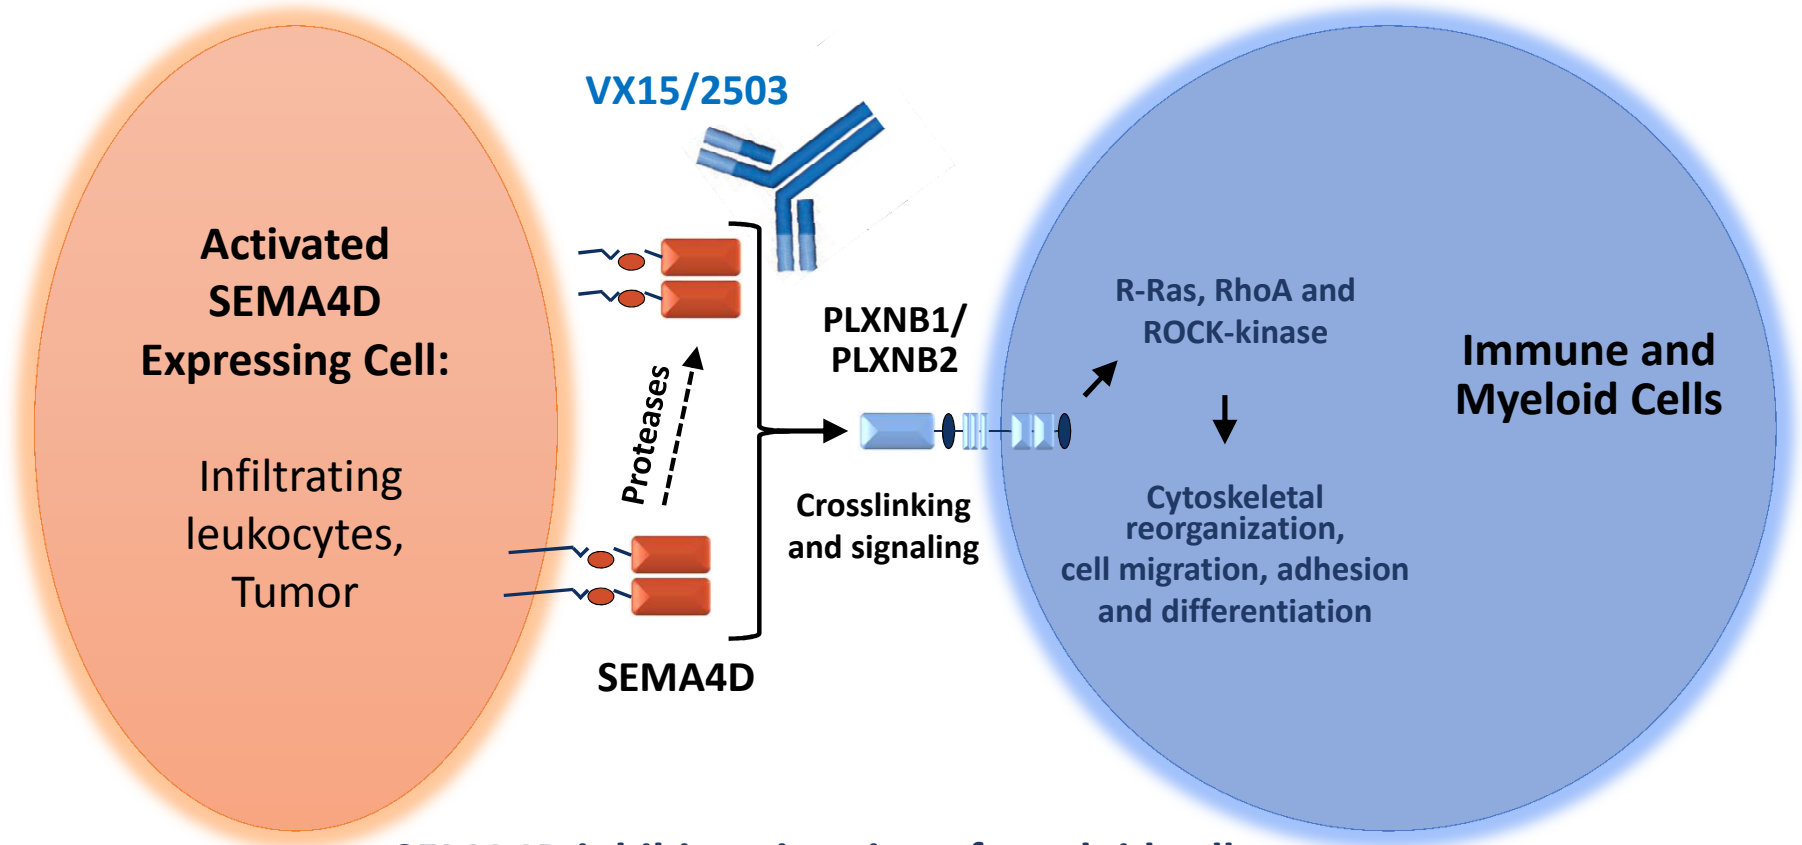 VX15/2503
Activated
SEMA4D
Expressing Cell:
Infiltrating
leukocytes,
Tumor
Proteases
SEMA4D
PLXNB1/
PLXNB2
Crosslinking
and signaling
R-Ras, RhoA and
ROCK-kinase
Cytoskeletal
reorganization,
cell migration, adhesion
and differentiation
Immune and
Myeloid Cells